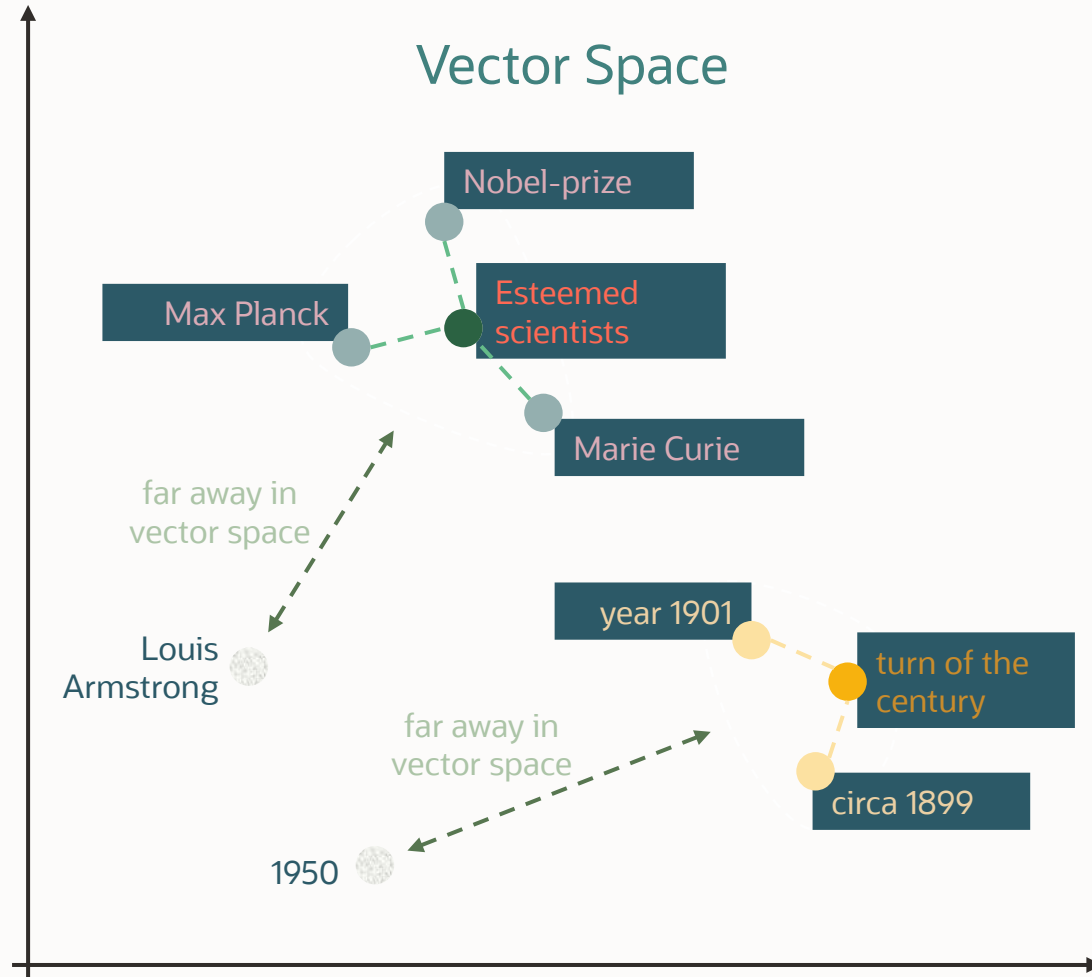 Vector Space
Nobel-prize
Esteemed
scientists
Max Planck
Marie Curie
far away in
vector space
Louis
Armstrong
year 1901
turn of the
century
far away in
vector space
circa 1899
1950